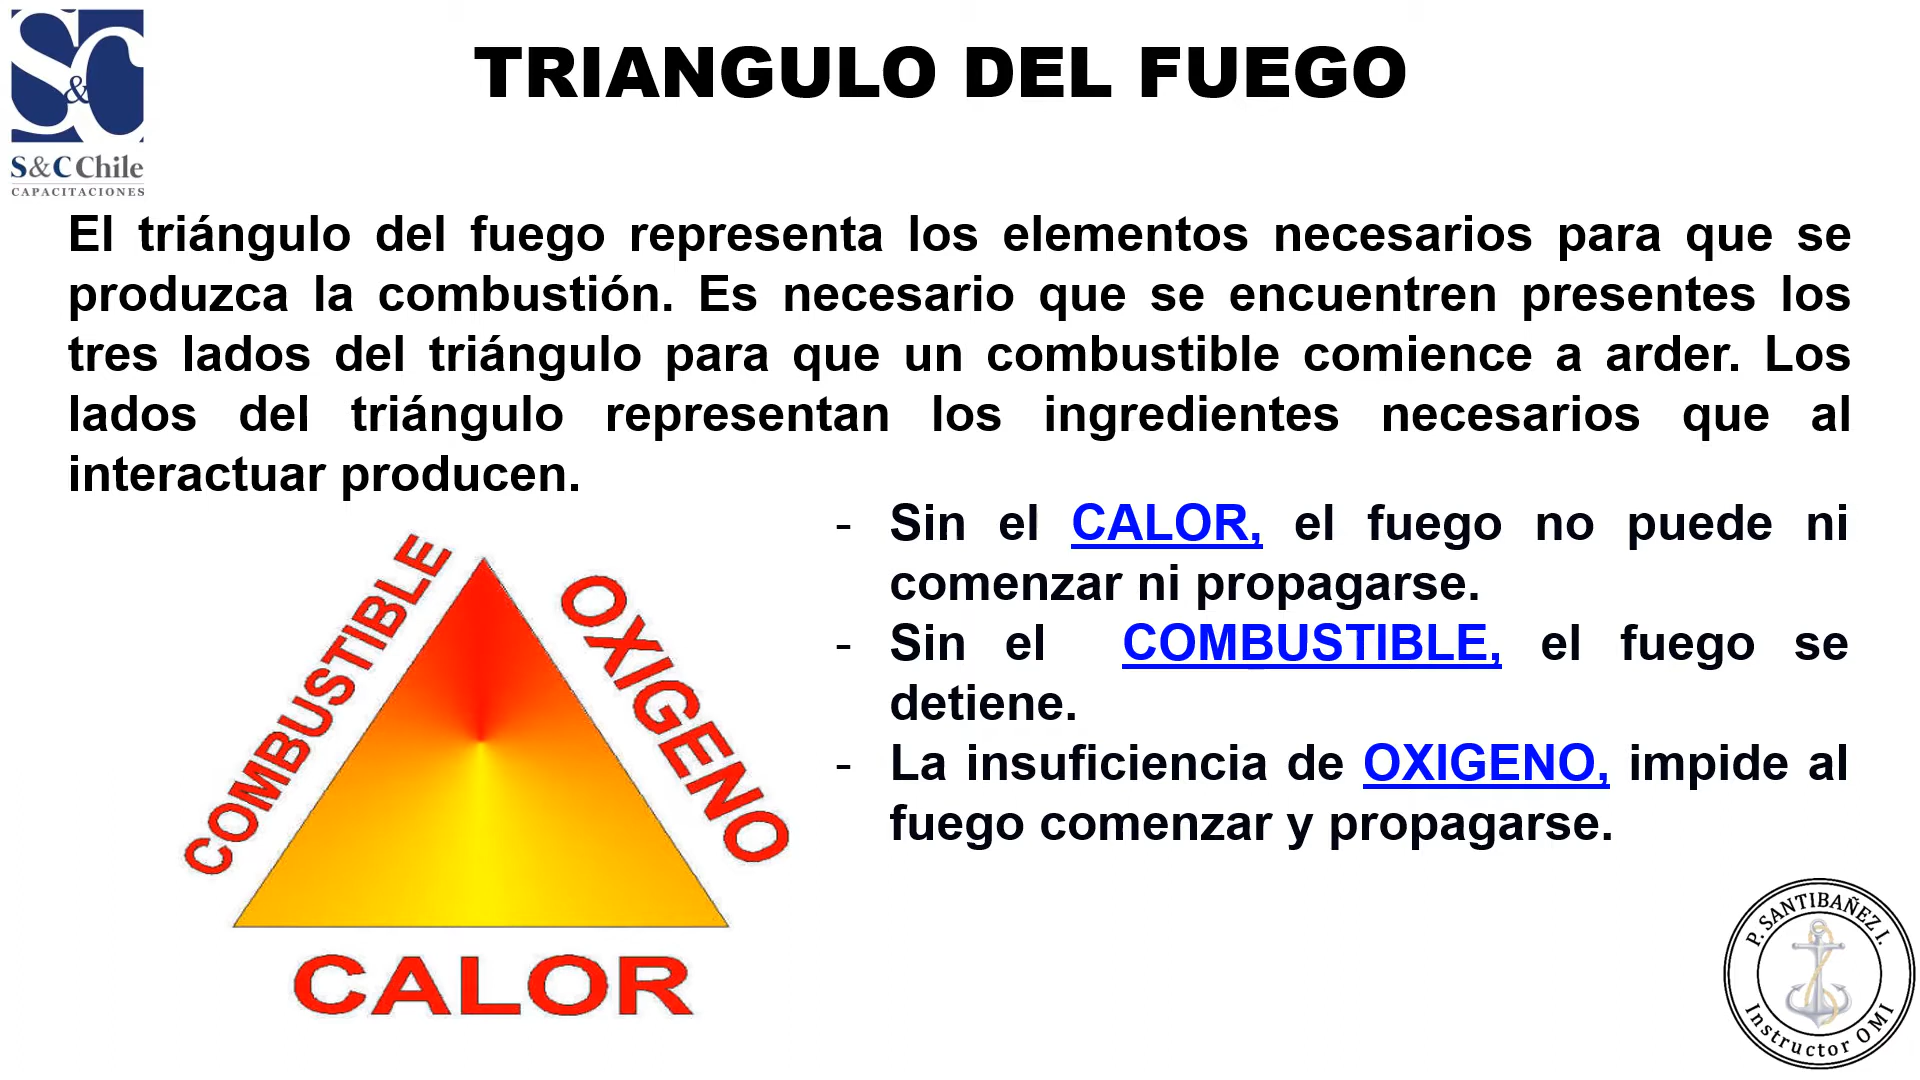 S&C
S&C Chile
CAPACITACIONES
TRIANGULO DEL FUEGO
El triángulo del fuego representa los elementos necesarios para que se
produzca la combustión. Es necesario que se encuentren presentes los
tres lados del triángulo para que un combustible comience a arder. Los
lados del triángulo representan los ingredientes necesarios que al
interactuar producen.
COMBUSTIBLE
OXIGENO
CALOR
- Sin el CALOR, el fuego no puede ni
comenzar ni propagarse.
- Sin el COMBUSTIBLE, el fuego se
detiene.
- La insuficiencia de OXIGENO, impide al
fuego comenzar y propagarse.
P. SANTIBAÑEZ I.
Instructor OMI